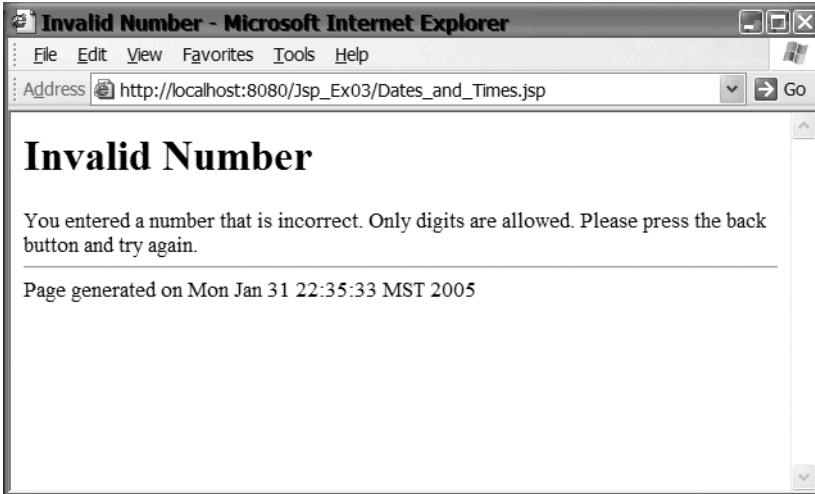 Invalid Number - Microsoft Internet Explorer
File Edit View Favorites Tools Help
Address http://localhost:8080/Jsp_Ex03/Dates_and_Times.jsp Go
Invalid Number
You entered a number that is incorrect. Only digits are allowed. Please press the back
button and try again.
Page generated on Mon Jan 31 22:35:33 MST 2005